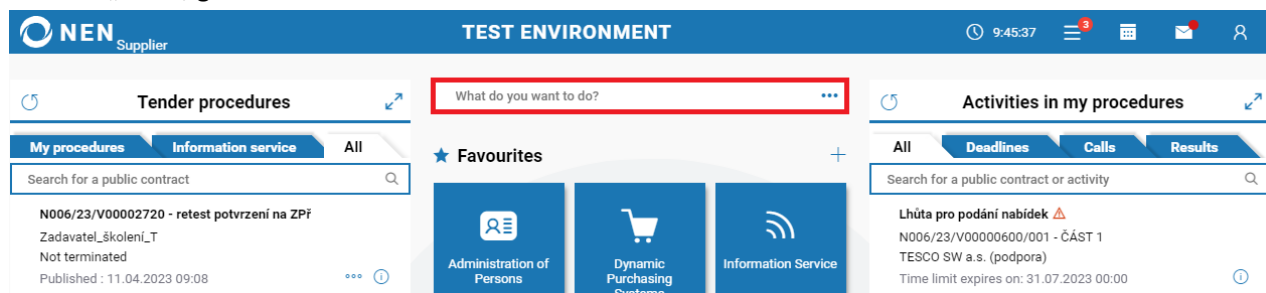 NEN Supplier
TEST ENVIRONMENT
9:45:37
3
Tender procedures
My procedures Information service All
Search for a public contract
N006/23/V00002720 - retest potvrzení na ZPř
Zadavatel_školení_T
Not terminated
Published : 11.04.2023 09:08
What do you want to do?
Favourites
Administration of
Persons
Dynamic
Purchasing
Systems
Information Service
Activities in my procedures
All Deadlines Calls Results
Search for a public contract or activity
Lhůta pro podání nabídek
N006/23/V00000600/001 - ČÁST 1
TESCO SW a.s. (podpora)
Time limit expires on: 31.07.2023 00:00